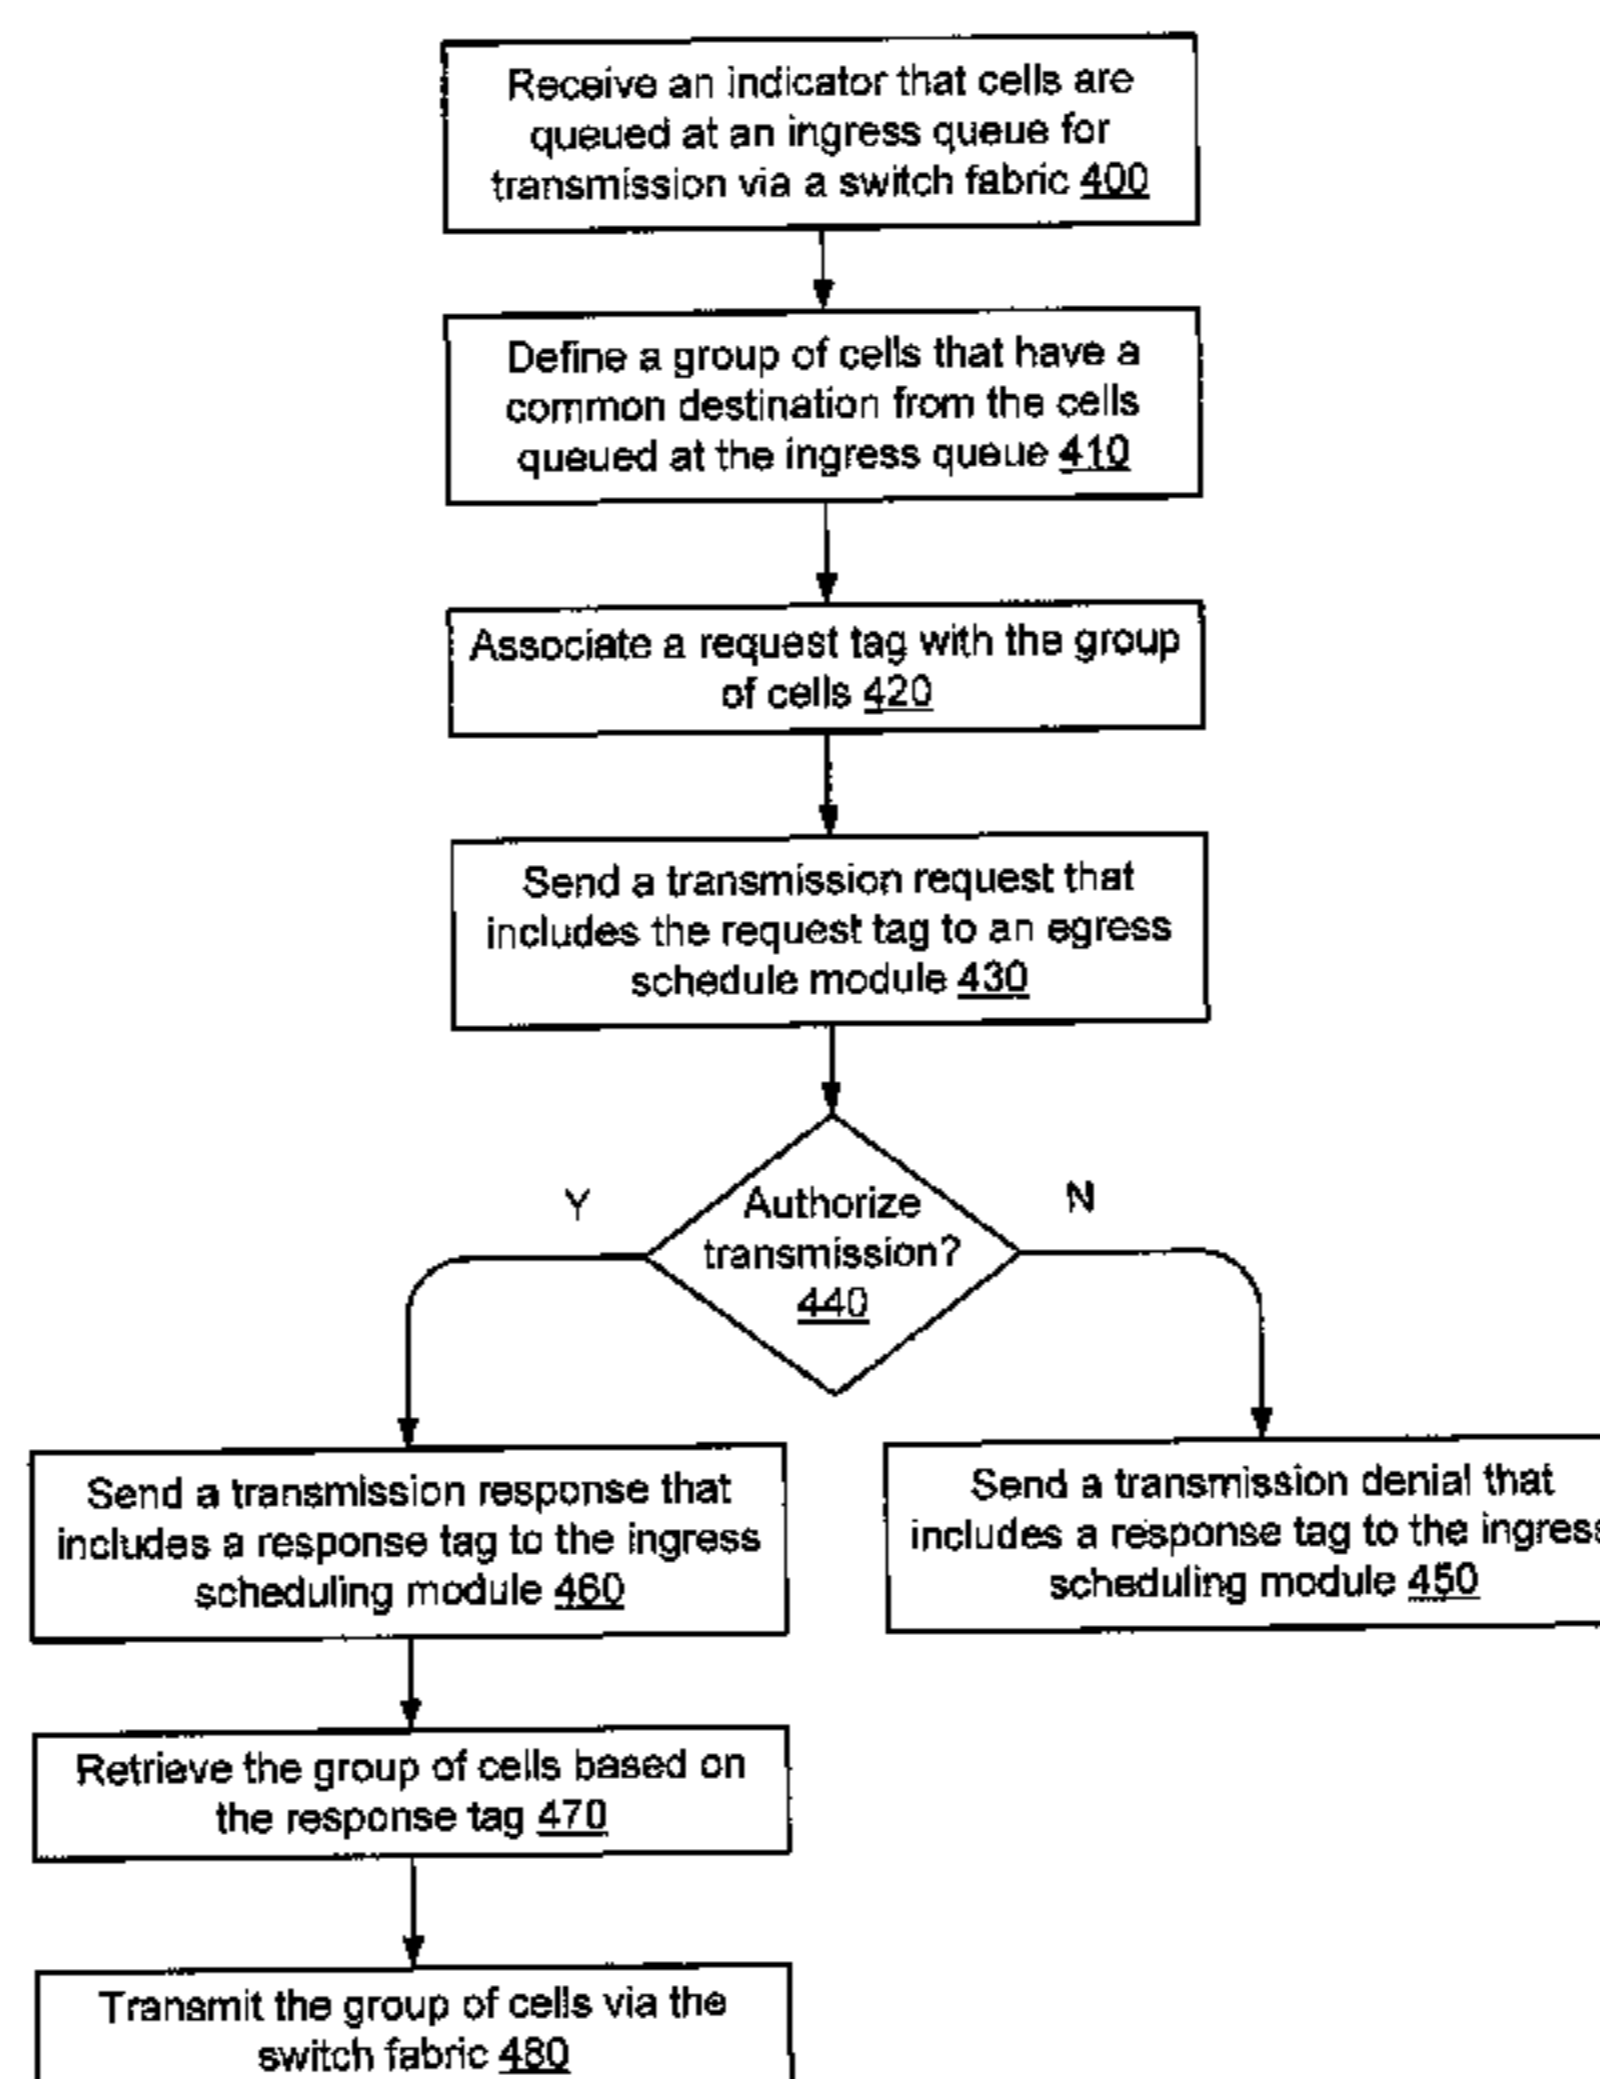 Receive an indicator that cells are
queued at an ingress queue for
transmission via a switch fabric 400
Define a group of cells that have a
common destination from the cells
queued at the ingress queue 410
Associate a request tag with the group
of cells 420
Send a transmission request that
includes the request tag to an egress
schedule module 430
Y
N
Authorize
transmission?
440
Send a transmission response that
includes a response tag to the ingress
scheduling module 460
Send a transmission denial that
includes a response tag to the ingress
scheduling module 450
Retrieve the group of cells based on
the response tag 470
Transmit the group of cells via the
switch fabric 480